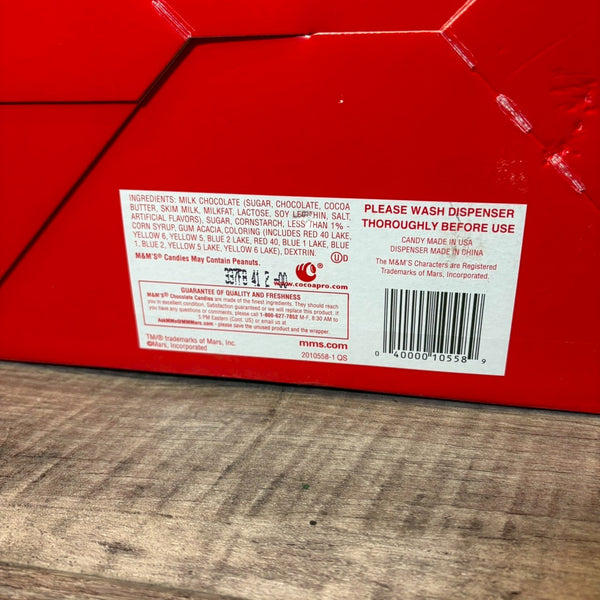 INGREDIENTS: MILK CHOCOLATE (SUGAR, CHOCOLATE, COCOA
BUTTER, SKIM MILK, MILKFAT, LACTOSE, SOY LECITHIN, SALT,
ARTIFICIAL FLAVORS), SUGAR, CORNSTARCH, LESS THAN 1% -
CORN SYRUP, GUM ACACIA, COLORING (INCLUDES RED 40 LAKE,
YELLOW 6, YELLOW 5, BLUE 2 LAKE, RED 40, BLUE 1 LAKE, BLUE
1, BLUE 2, YELLOW 5 LAKE, YELLOW 6 LAKE), DEXTRIN.
M&M'S® Candies May Contain Peanuts.
U D
www.cocoapro.com
GUARANTEE OF QUALITY AND FRESHNESS
M&M'S® Chocolate Candies are made of the finest ingredients. They should reach
you in excellent condition. Satisfaction guaranteed or we will replace this product. If
you have any questions or comments, please call 1-800-627-7852 M-F, 8:30 AM to
5 PM Eastern (Cont. US) or Email us at
AskMMs@MMMars.com - please save the unused product and the wrapper.
TM/® trademarks of Mars, Inc.
©Mars, Incorporated
mms.com
2010558-1 QS
PLEASE WASH DISPENSER
THOROUGHLY BEFORE USE
CANDY MADE IN USA
DISPENSER MADE IN CHINA
The M&M'S Characters are Registered
Trademarks of Mars, Incorporated
0 40000 10558 9